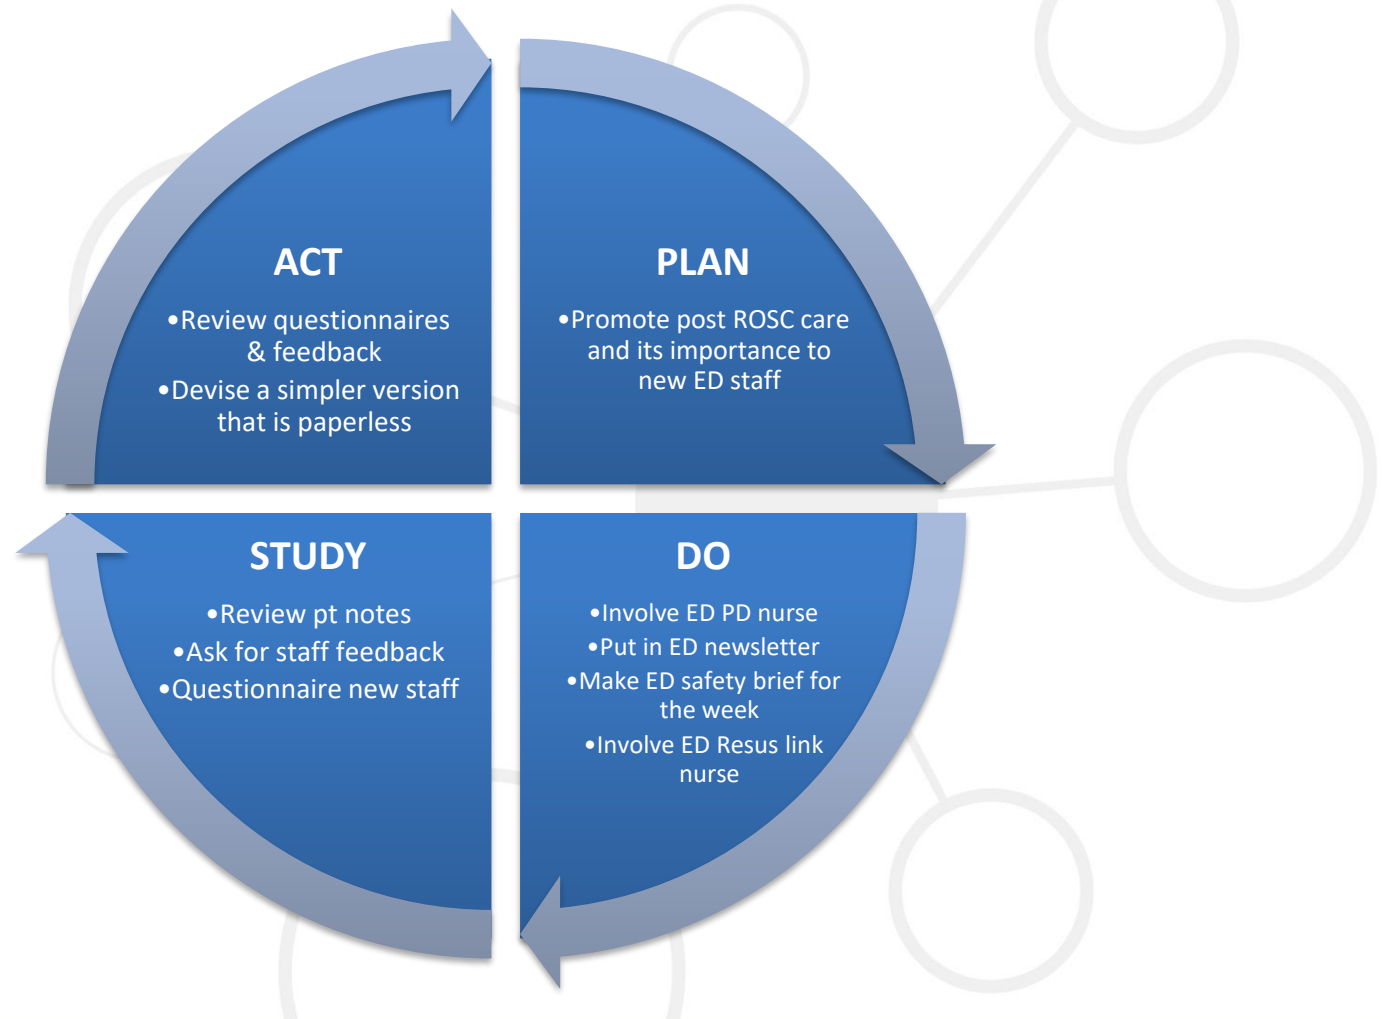 ACT
•Review questionnaires
& feedback
•Devise a simpler version
that is paperless
PLAN
•Promote post ROSC care
and its importance to
new ED staff
STUDY
•Review pt notes
•Ask for staff feedback
•Questionnaire new staff
DO
•Involve ED PD nurse
•Put in ED newsletter
•Make ED safety brief for
the week
•Involve ED Resus link
nurse